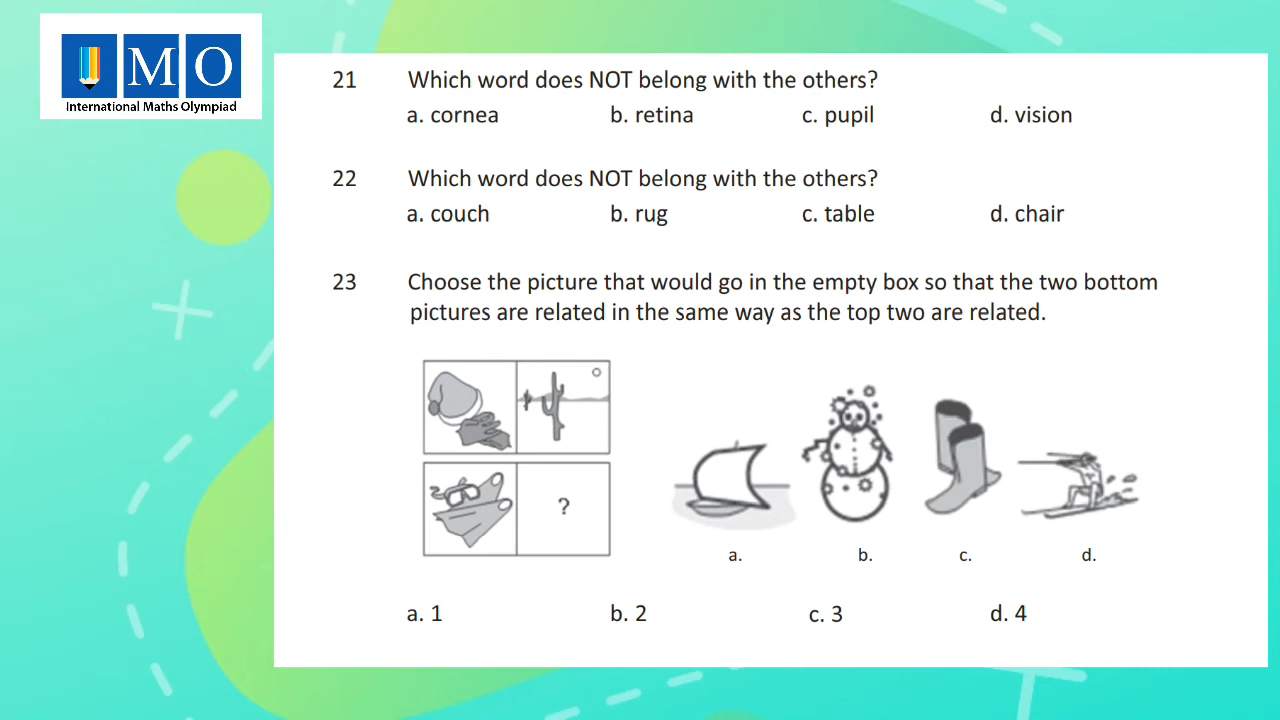 IMO
International Maths Olympiad
21 Which word does NOT belong with the others?
a. cornea b. retina c. pupil d. vision
22 Which word does NOT belong with the others?
a. couch b. rug c. table d. chair
23 Choose the picture that would go in the empty box so that the two bottom
pictures are related in the same way as the top two are related.
?
a. b. c. d.
a. 1 b. 2 c. 3 d. 4